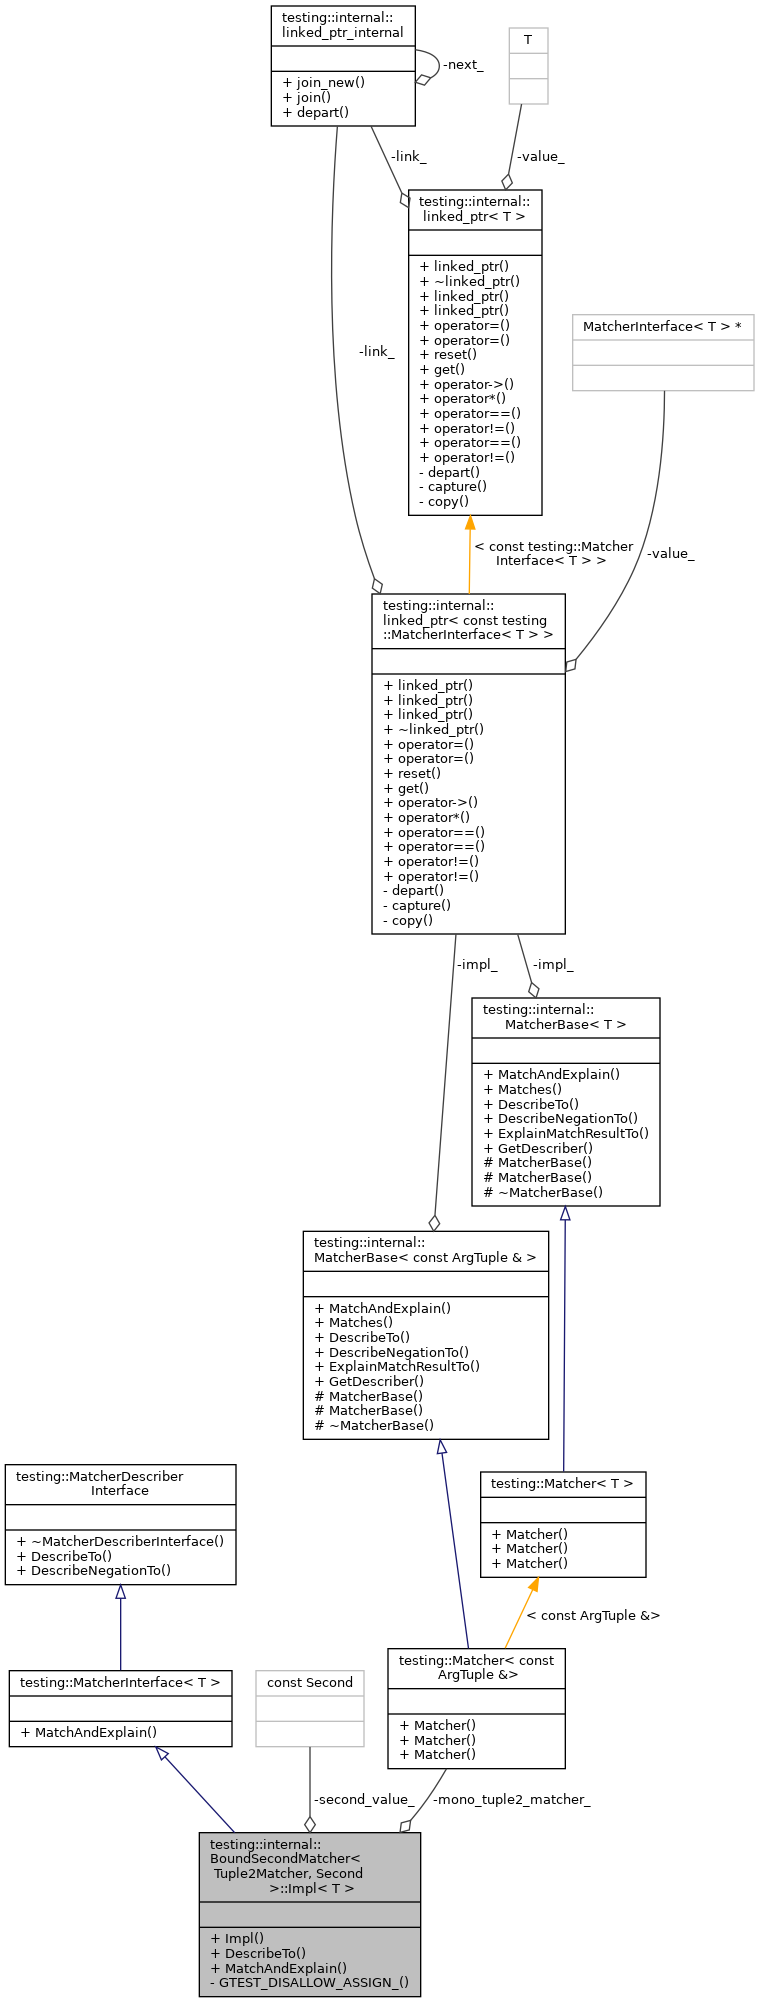 testing::internal::
linked_ptr_internal
+ join_new()
+ join()
+ depart()
-next_
T
-link_
-value_
testing::internal::
linked_ptr< T >
+ linked_ptr()
+ ~linked_ptr()
+ linked_ptr()
+ linked_ptr()
+ operator=()
+ operator=()
+ reset()
+ get()
+ operator->()
+ operator*()
+ operator==()
+ operator!=()
+ operator==()
+ operator!=()
- depart()
- capture()
- copy()
MatcherInterface< T > *
-link_
< const testing::Matcher
Interface< T > >
-value_
testing::internal::
linked_ptr< const testing
::MatcherInterface< T > >
+ linked_ptr()
+ linked_ptr()
+ linked_ptr()
+ ~linked_ptr()
+ operator=()
+ operator=()
+ reset()
+ get()
+ operator->()
+ operator*()
+ operator==()
+ operator==()
+ operator!=()
+ operator!=()
- depart()
- capture()
- copy()
-impl_
-impl_
testing::internal::
MatcherBase< T >
+ MatchAndExplain()
+ Matches()
+ DescribeTo()
+ DescribeNegationTo()
+ ExplainMatchResultTo()
+ GetDescriber()
# MatcherBase()
# MatcherBase()
# ~MatcherBase()
testing::internal::
MatcherBase< const ArgTuple & >
+ MatchAndExplain()
+ Matches()
+ DescribeTo()
+ DescribeNegationTo()
+ ExplainMatchResultTo()
+ GetDescriber()
# MatcherBase()
# MatcherBase()
# ~MatcherBase()
testing::MatcherDescriber
Interface
+ ~MatcherDescriberInterface()
+ DescribeTo()
+ DescribeNegationTo()
testing::Matcher< T >
+ Matcher()
+ Matcher()
+ Matcher()
< const ArgTuple &>
testing::MatcherInterface< T >
+ MatchAndExplain()
const Second
testing::Matcher< const
ArgTuple &>
+ Matcher()
+ Matcher()
+ Matcher()
-second_value_
-mono_tuple2_matcher_
testing::internal::
BoundSecondMatcher<
Tuple2Matcher, Second
>::Impl< T >
+ Impl()
+ DescribeTo()
+ MatchAndExplain()
- GTEST_DISALLOW_ASSIGN_()